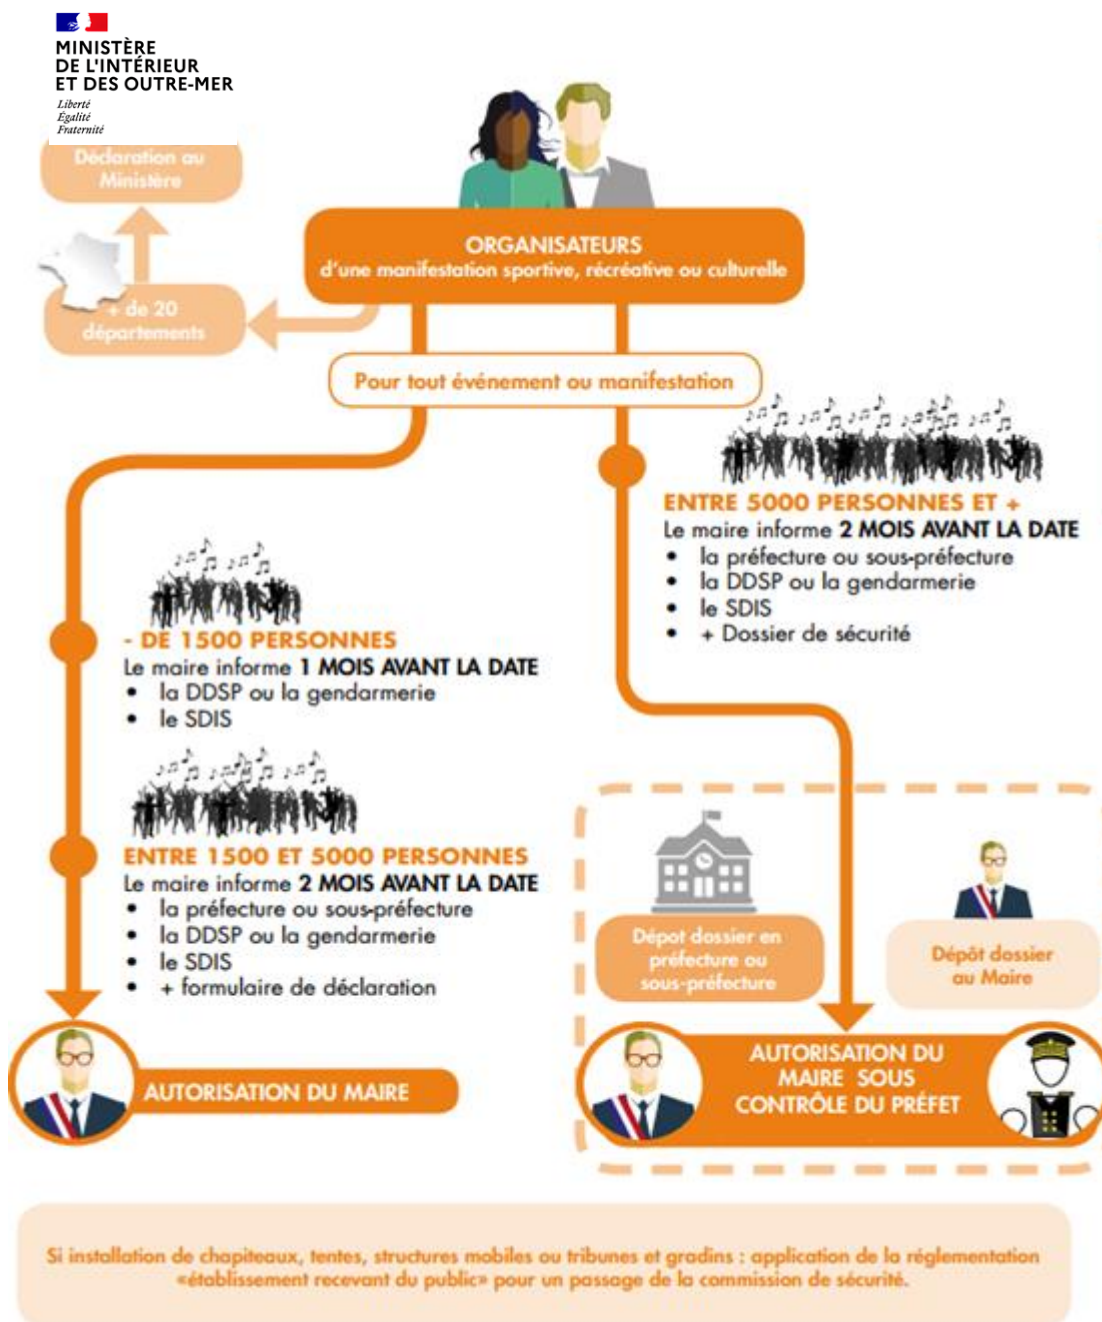 MINISTÈRE
DE L'INTÉRIEUR
ET DES OUTRE-MER
Liberté
Égalité
Fraternité
Déclaration au
Ministère
+ de 20
départements
ORGANISATEURS
d'une manifestation sportive, récréative ou culturelle
Pour tout événement ou manifestation
ENTRE 5000 PERSONNES ET +
Le maire informe 2 MOIS AVANT LA DATE
• la préfecture ou sous-préfecture
• la DDSP ou la gendarmerie
• le SDIS
• + Dossier de sécurité
- DE 1500 PERSONNES
Le maire informe 1 MOIS AVANT LA DATE
• la DDSP ou la gendarmerie
• le SDIS
ENTRE 1500 ET 5000 PERSONNES
Le maire informe 2 MOIS AVANT LA DATE
• la préfecture ou sous-préfecture
• la DDSP ou la gendarmerie
• le SDIS
• + formulaire de déclaration
AUTORISATION DU MAIRE
Dépot dossier en
préfecture ou
sous-préfecture
Dépôt dossier
au Maire
AUTORISATION DU
MAIRE SOUS
CONTRÔLE DU PRÉFET
Si installation de chapiteaux, tentes, structures mobiles ou tribunes et gradins : application de la réglementation
«établissement recevant du public» pour un passage de la commission de sécurité.